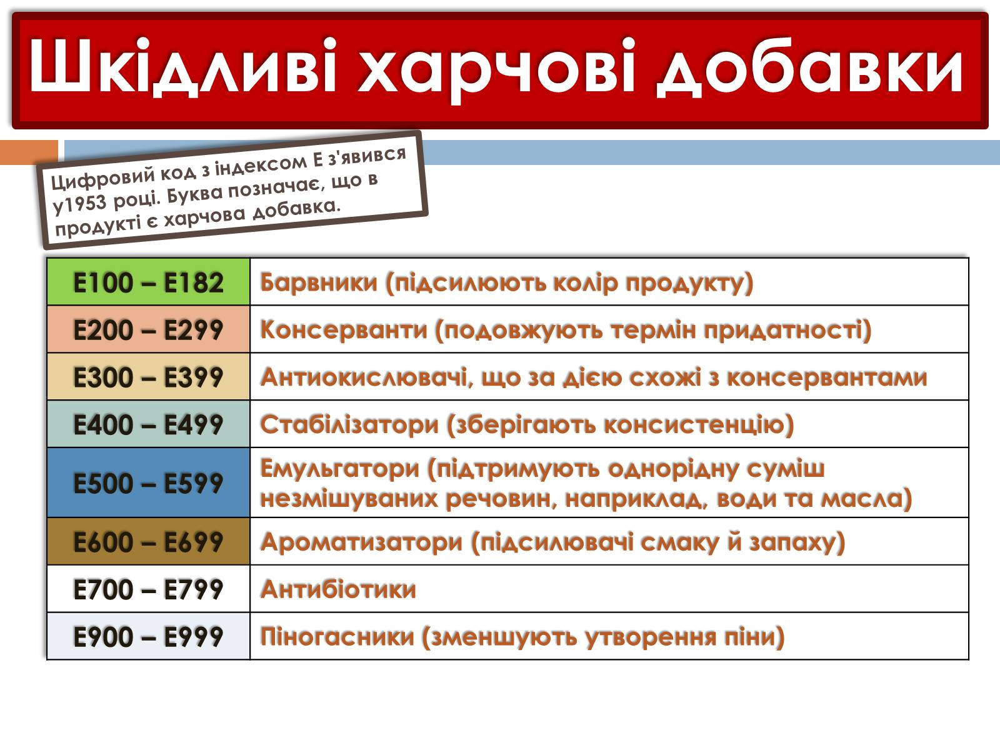 Шкідливі харчові добавки
Цифровий код з індексом Е з'явився
у1953 році. Буква позначає, що в
продукті є харчова добавка.
Е100 – Е182 Барвники (підсилюють колір продукту)
Е200 – Е299 Консерванти (подовжують термін придатності)
Е300 – Е399 Антиокислювачі, що за дією схожі з консервантами
Е400 – Е499 Стабілізатори (зберігають консистенцію)
Е500 – Е599 Емульгатори (підтримують однорідну суміш
незмішуваних речовин, наприклад, води та масла)
Е600 – Е699 Ароматизатори (підсилювачі смаку й запаху)
Е700 – Е799 Антибіотики
Е900 – Е999 Піногасники (зменшують утворення піни)